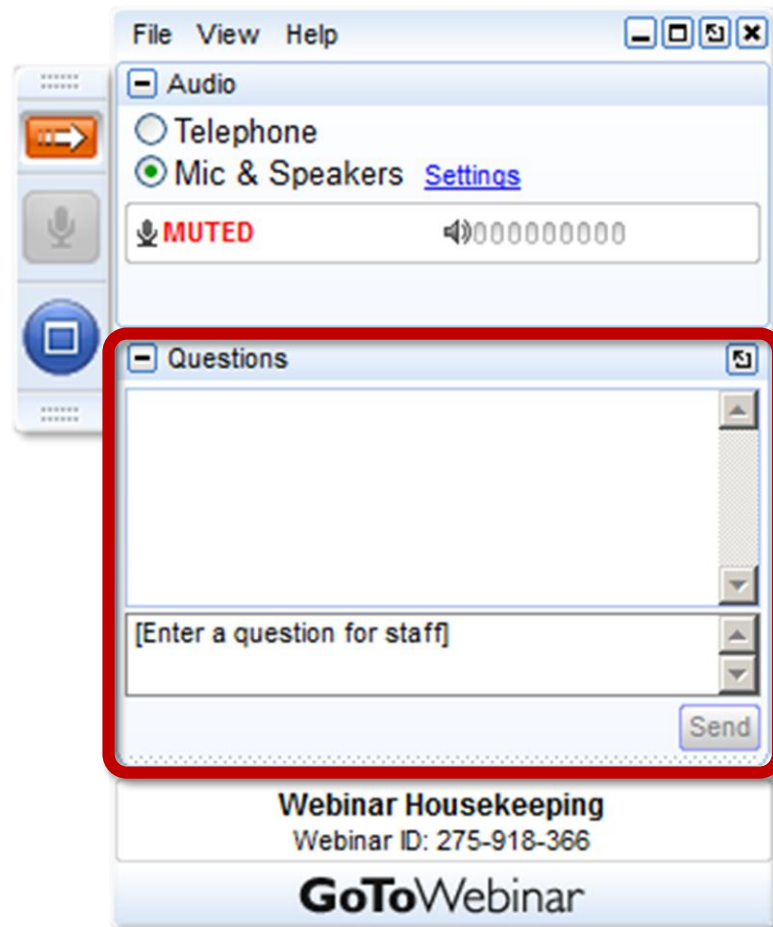 File View Help
Audio
Telephone
Mic & Speakers Settings
MUTED 000000000
Questions
[Enter a question for staff]
Send
Webinar Housekeeping
Webinar ID: 275-918-366
GoToWebinar